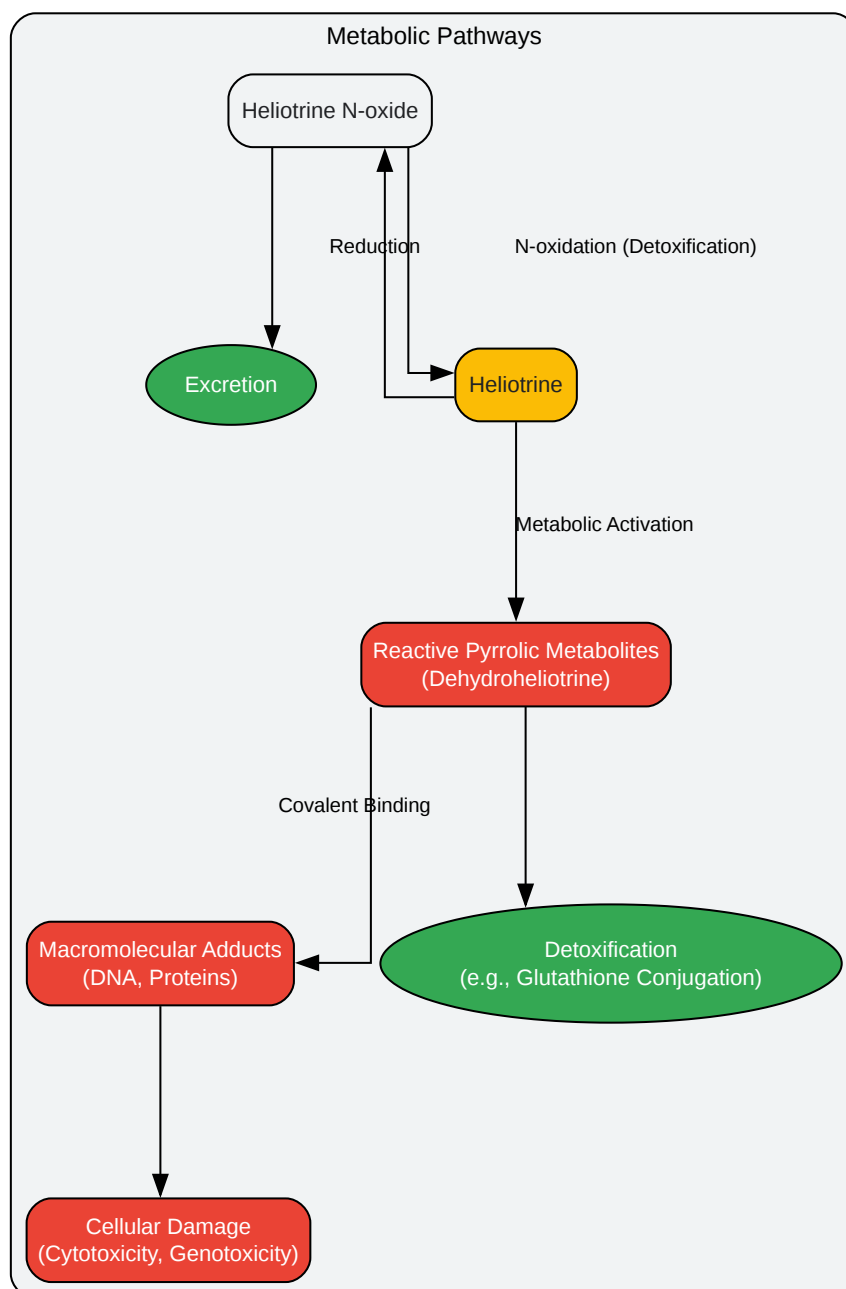 Metabolic Pathways
Heliotrine N-oxide
Reduction
N-oxidation (Detoxification)
Excretion
Heliotrine
Metabolic Activation
Reactive Pyrrolic Metabolites
(Dehydroheliotrine)
Covalent Binding
Macromolecular Adducts
(DNA, Proteins)
Detoxification
(e.g., Glutathione Conjugation)
Cellular Damage
(Cytotoxicity, Genotoxicity)